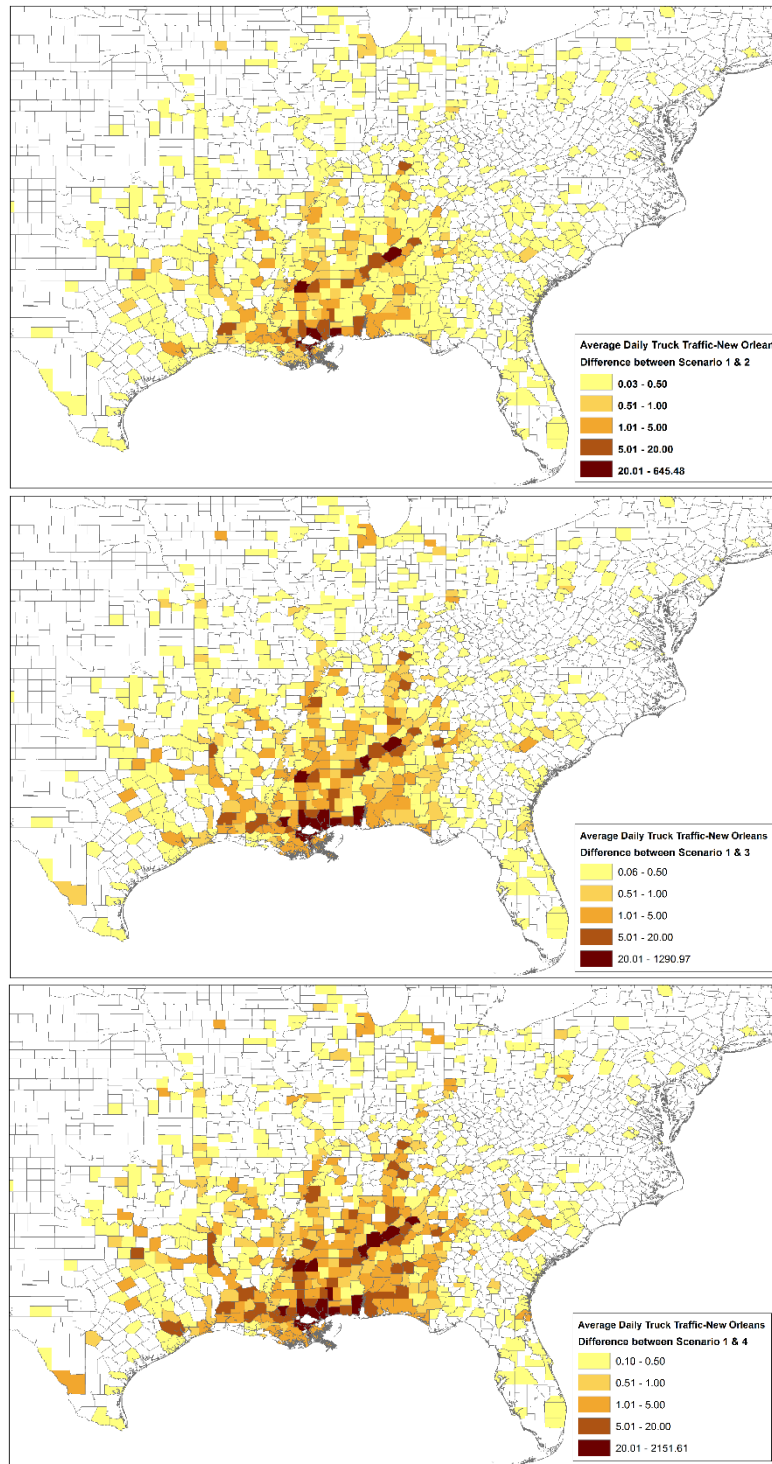 Average Daily Truck Traffic-New Orlean
Difference between Scenario 1 & 2
0.03 - 0.50
0.51 - 1.00
1.01 - 5.00
5.01 - 20.00
20.01 - 645.48
Average Daily Truck Traffic-New Orleans
Difference between Scenario 1 & 3
0.06 - 0.50
0.51 - 1.00
1.01 - 5.00
5.01 - 20.00
20.01 - 1290.97
Average Daily Truck Traffic-New Orleans
Difference between Scenario 1 & 4
0.10 - 0.50
0.51 - 1.00
1.01 - 5.00
5.01 - 20.00
20.01 - 2151.61